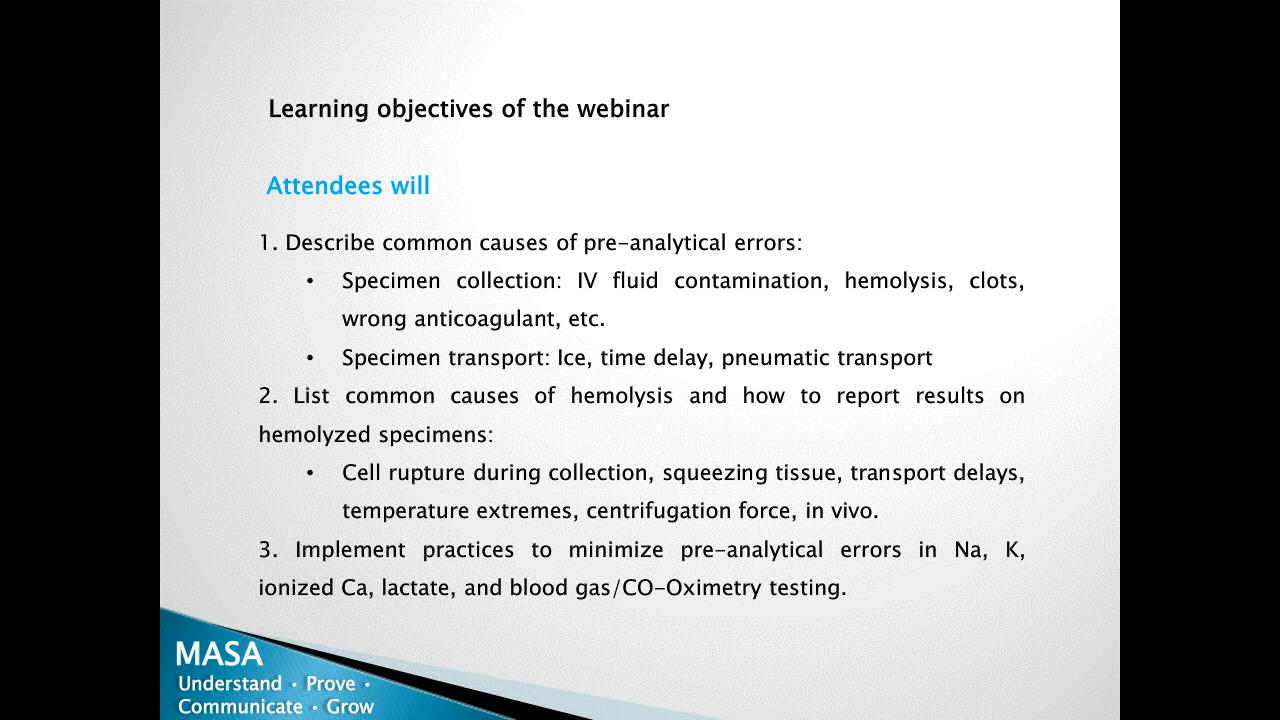 Learning objectives of the webinar
Attendees will
1. Describe common causes of pre-analytical errors:
• Specimen collection: IV fluid contamination, hemolysis, clots,
wrong anticoagulant, etc.
• Specimen transport: Ice, time delay, pneumatic transport
2. List common causes of hemolysis and how to report results on
hemolyzed specimens:
• Cell rupture during collection, squeezing tissue, transport delays,
temperature extremes, centrifugation force, in vivo.
3. Implement practices to minimize pre-analytical errors in Na, K,
ionized Ca, lactate, and blood gas/CO-Oximetry testing.
MASA
Understand · Prove ·
Communicate · Grow